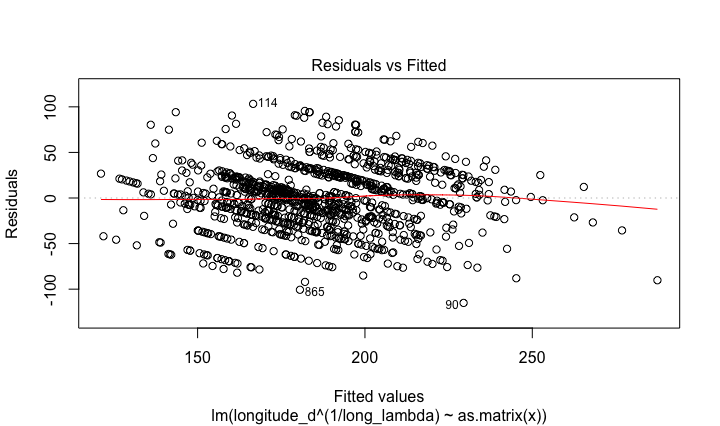 Residuals vs Fitted
Residuals
100
50
0
-50
-100
114
865
90
150
200
250
Fitted values
lm(longitude_d^(1/long_lambda) ~ as.matrix(x))